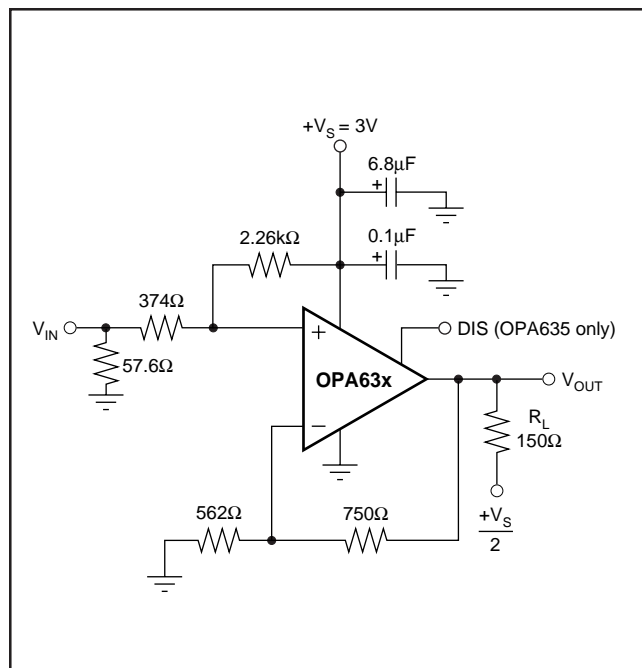 +V_S = 3V
6.8µF
+
2.26kΩ
0.1µF
+
374Ω
V_IN
+
DIS (OPA635 only)
57.6Ω
OPA63x
V_OUT
−
R_L
150Ω
562Ω
750Ω
+V_S
2